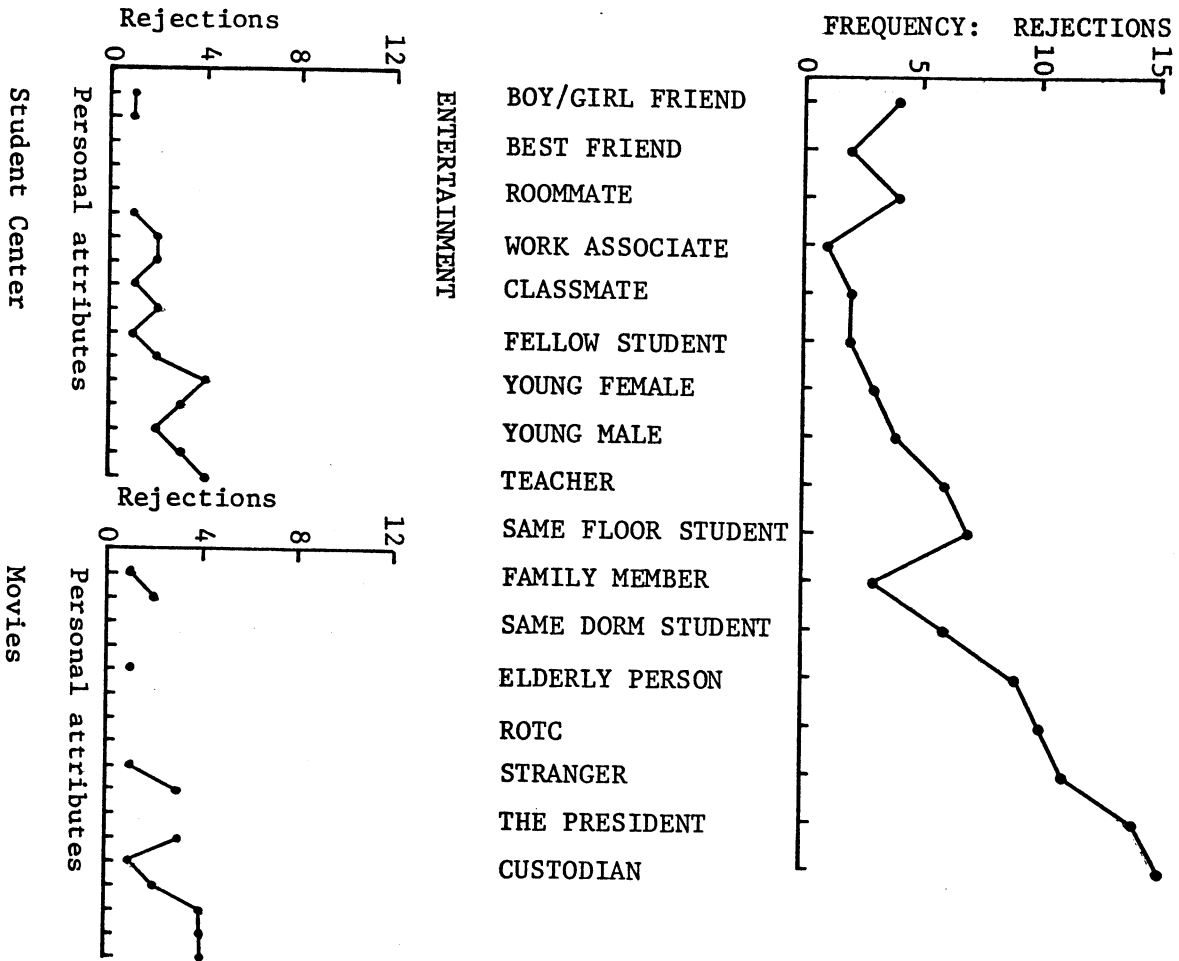 Rejections
0 4 8 12
Personal attributes
Student Center
Rejections
0 4 8 12
Personal attributes
Movies
ENTERTAINMENT
FREQUENCY: REJECTIONS
0 5 10 15
BOY/GIRL FRIEND
BEST FRIEND
ROOMMATE
WORK ASSOCIATE
CLASSMATE
FELLOW STUDENT
YOUNG FEMALE
YOUNG MALE
TEACHER
SAME FLOOR STUDENT
FAMILY MEMBER
SAME DORM STUDENT
ELDERLY PERSON
ROTC
STRANGER
THE PRESIDENT
CUSTODIAN